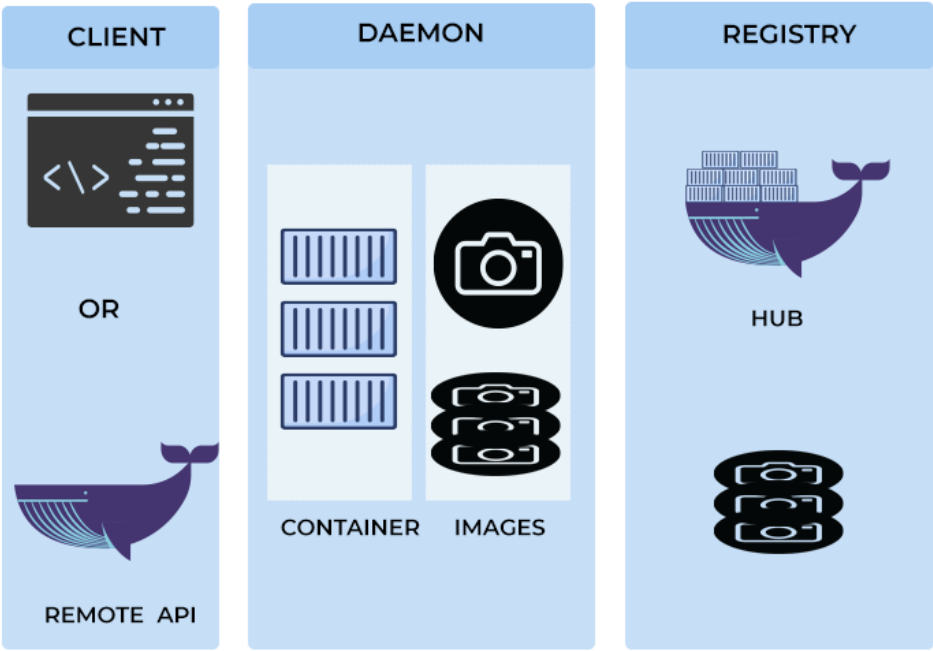 CLIENT
OR
REMOTE API
DAEMON
CONTAINER
IMAGES
REGISTRY
HUB